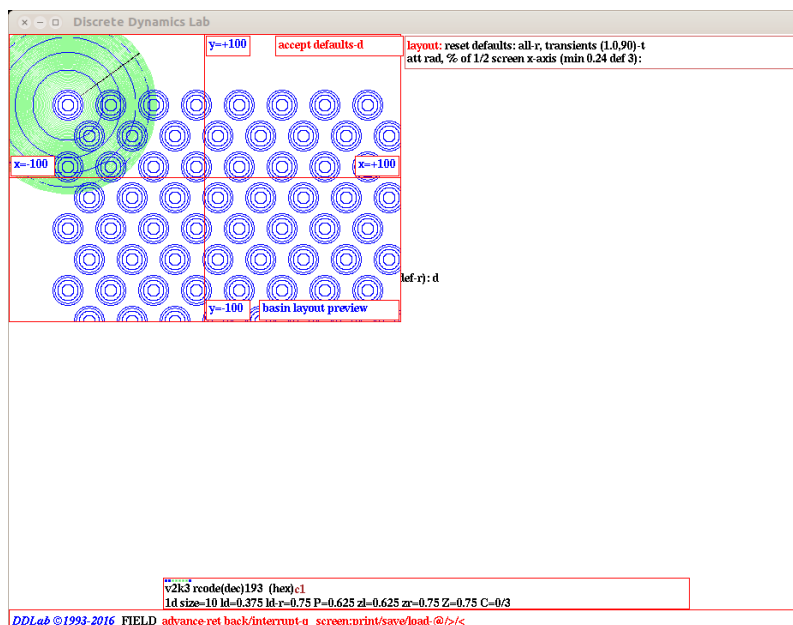 Discrete Dynamics Lab
y=+100
accept defaults-d
layout: reset defaults: all-r, transients (1.0,90)-t
att rad, % of 1/2 screen x-axis (min 0.24 def 3):
x=-100
x=+100
def-r): d
y=-100
basin layout preview
v2k3 rcode(dec)193 (hex)c1
1d size=10 ld=0.375 ld-r=0.75 P=0.625 zl=0.625 zr=0.75 Z=0.75 C=0/3
DDLab ©1993-2016 FIELD advance-ret back/interrupt-q screen:print/save/load-@/>/<